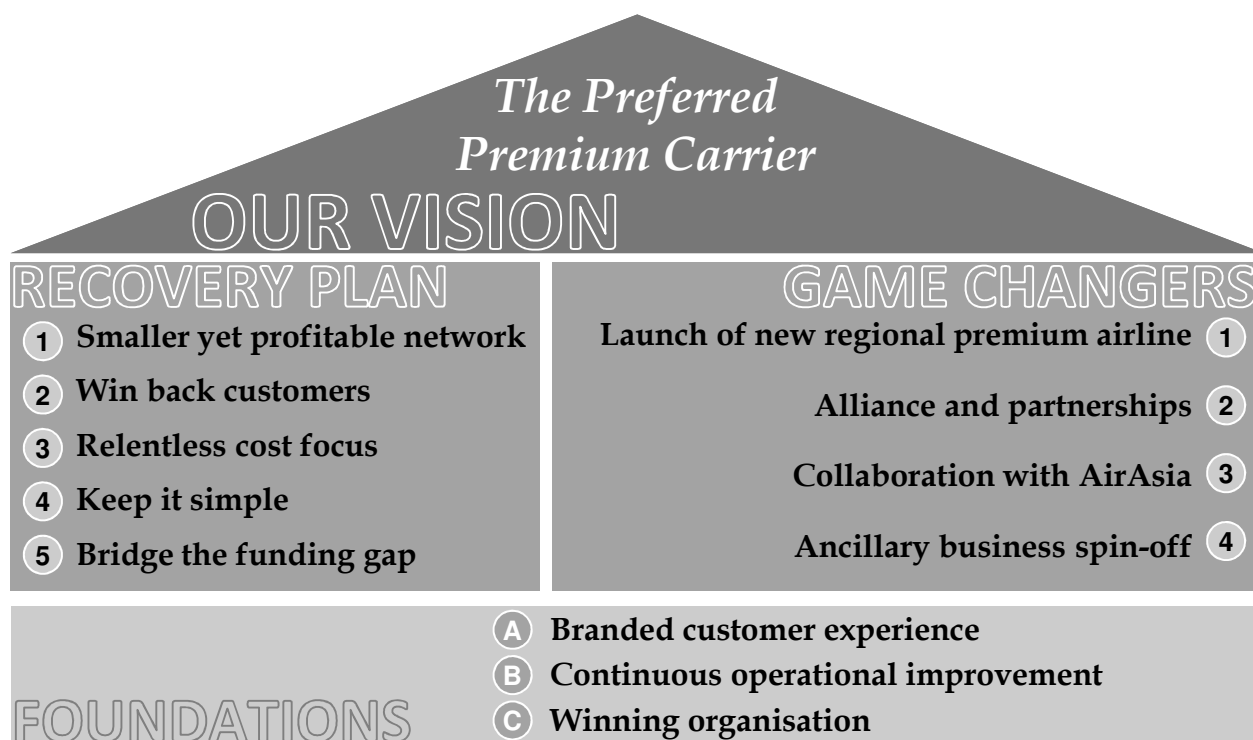 The Preferred
Premium Carrier
OUR VISION
RECOVERY PLAN
1 Smaller yet profitable network
2 Win back customers
3 Relentless cost focus
4 Keep it simple
5 Bridge the funding gap
GAME CHANGERS
Launch of new regional premium airline 1
Alliance and partnerships 2
Collaboration with AirAsia 3
Ancillary business spin-off 4
FOUNDATIONS
A Branded customer experience
B Continuous operational improvement
C Winning organisation